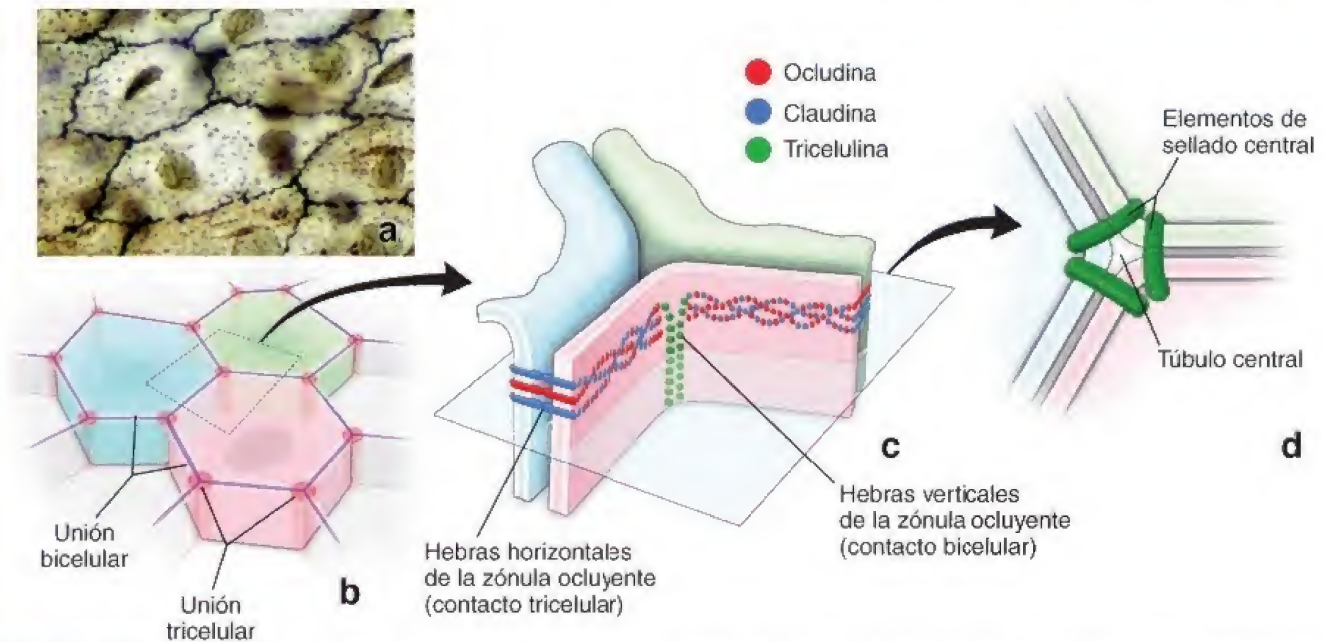 a
Ocludina
Claudina
Tricelulina
Elementos de
sellado central
Túbulo central
Unión
bicelular
Unión
tricelular
b
Hebras horizontales
de la zónula ocluyente
(contacto tricelular)
Hebras verticales
de la zónula ocluyente
(contacto bicelular)
c
d